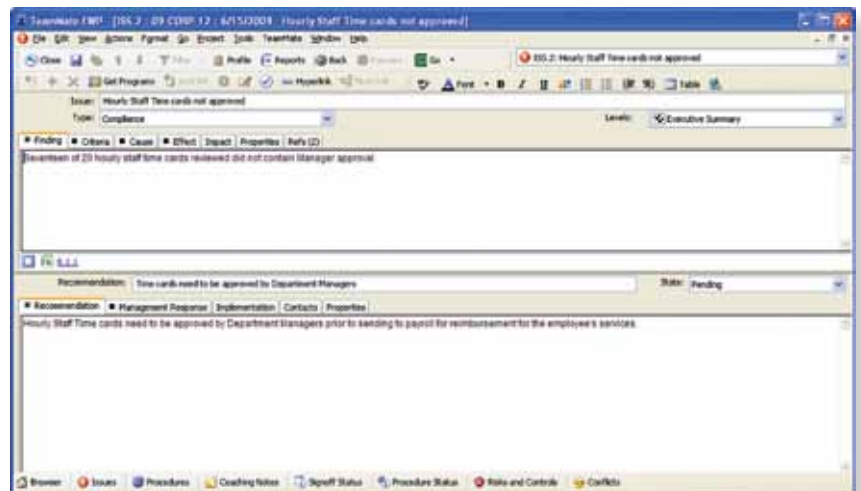 TeamMate EWP - [ISS.2 : 09 CORP-12 : 6/15/2009 : Hourly Staff Time cards not approved]
File Edit View Actions Format Go Project Tools TeamMate Window Help
Close Profile Reports Back Go ISS.2: Hourly Staff Time cards not approved
Get Programs Hyperlink Font B I U Table
Issue: Hourly Staff Time cards not approved
Type: Compliance Levels: Executive Summary
Finding Criteria Cause Effect Impact Properties Refs (2)
Seventeen of 20 hourly staff time cards reviewed did not contain Manager approval.
Recommendation: Time cards need to be approved by Department Managers State: Pending
Recommendation Management Response Implementation Contacts Properties
Hourly Staff Time cards need to be approved by Department Managers prior to sending to payroll for reimbursement for the employee's services.
Browser Issues Procedures Coaching Notes Signoff Status Procedure Status Risks and Controls Conflicts